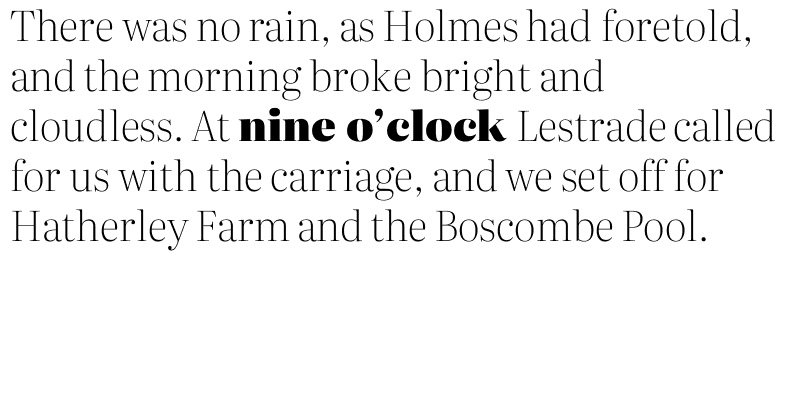 There was no rain, as Holmes had foretold,
and the morning broke bright and
cloudless. At nine o’clock Lestrade called
for us with the carriage, and we set off for
Hatherley Farm and the Boscombe Pool.